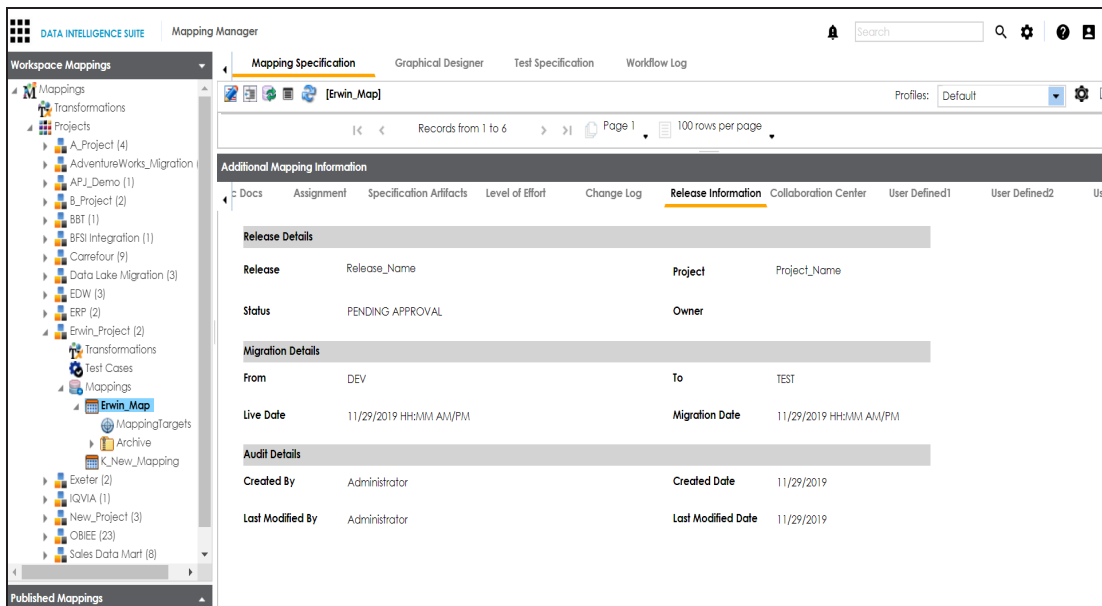 DATA INTELLIGENCE SUITE Mapping Manager Search
Workspace Mappings
Mappings
Transformations
Projects
A_Project (4)
AdventureWorks_Migration (
APJ_Demo (1)
B_Project (2)
BBT (1)
BFSI Integration (1)
Carrefour (9)
Data Lake Migration (3)
EDW (3)
ERP (2)
Erwin_Project (2)
Transformations
Test Cases
Mappings
Erwin_Map
MappingTargets
Archive
K_New_Mapping
Exeter (2)
IQVIA (1)
New_Project (3)
OBIEE (23)
Sales Data Mart (8)
Published Mappings
Mapping Specification Graphical Designer Test Specification Workflow Log
[Erwin_Map] Profiles: Default
Records from 1 to 6 Page 1 100 rows per page
Additional Mapping Information
c Docs Assignment Specification Artifacts Level of Effort Change Log Release Information Collaboration Center User Defined1 User Defined2 Us
Release Details
Release Release_Name Project Project_Name
Status PENDING APPROVAL Owner
Migration Details
From DEV To TEST
Live Date 11/29/2019 HH:MM AM/PM Migration Date 11/29/2019 HH:MM AM/PM
Audit Details
Created By Administrator Created Date 11/29/2019
Last Modified By Administrator Last Modified Date 11/29/2019